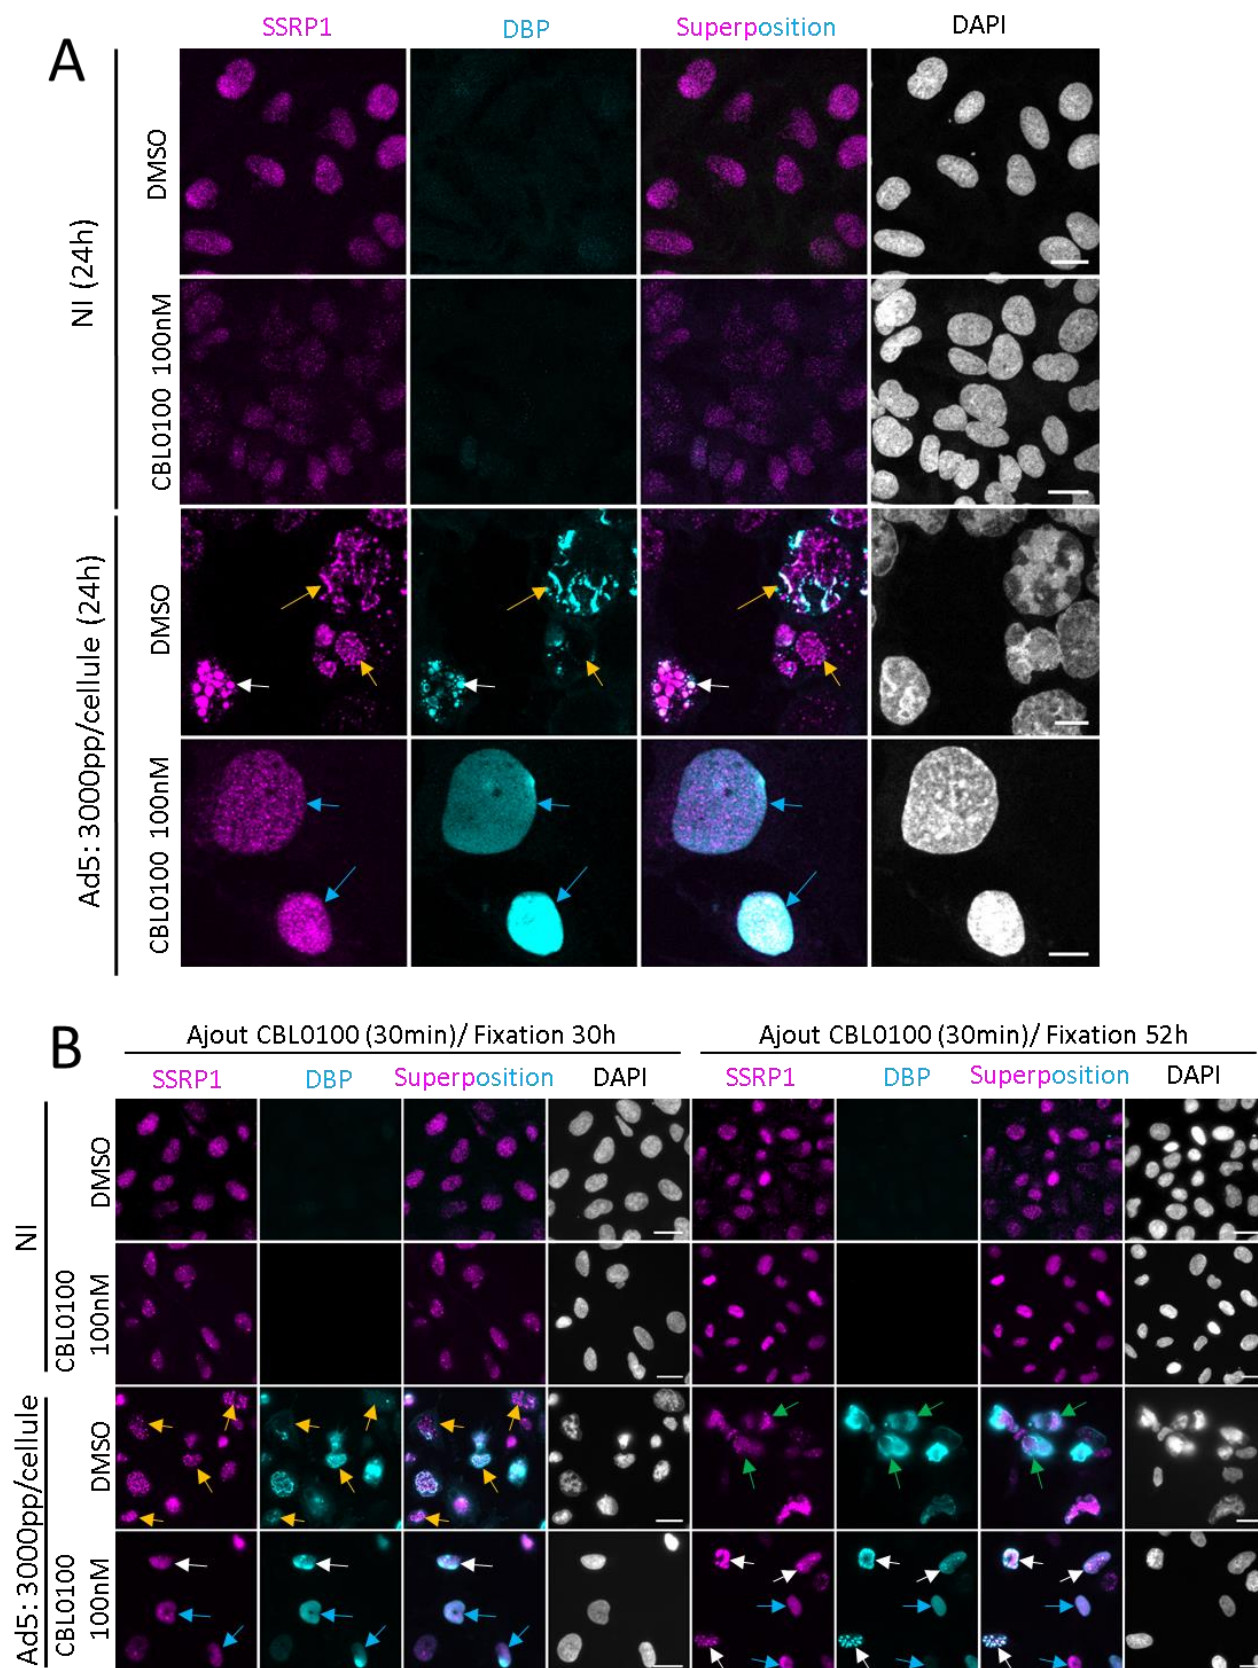 A
SSRP1 DBP Superposition DAPI
NI (24h)
DMSO
CBL0100 100nM
Ad5: 3000pp/cellule (24h)
DMSO
CBL0100 100nM
B
Ajout CBL0100 (30min)/ Fixation 30h Ajout CBL0100 (30min)/ Fixation 52h
SSRP1 DBP Superposition DAPI SSRP1 DBP Superposition DAPI
NI
DMSO
CBL0100
100nM
Ad5: 3000pp/cellule
DMSO
CBL0100
100nM